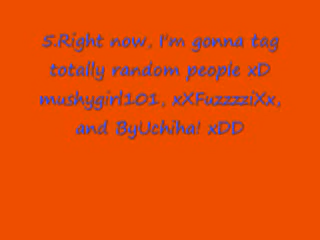 5.Right now, I'm gonna tag
totally random people xD
mushygirl101, xXFuzzzziXx,
and ByUchiha! xDD